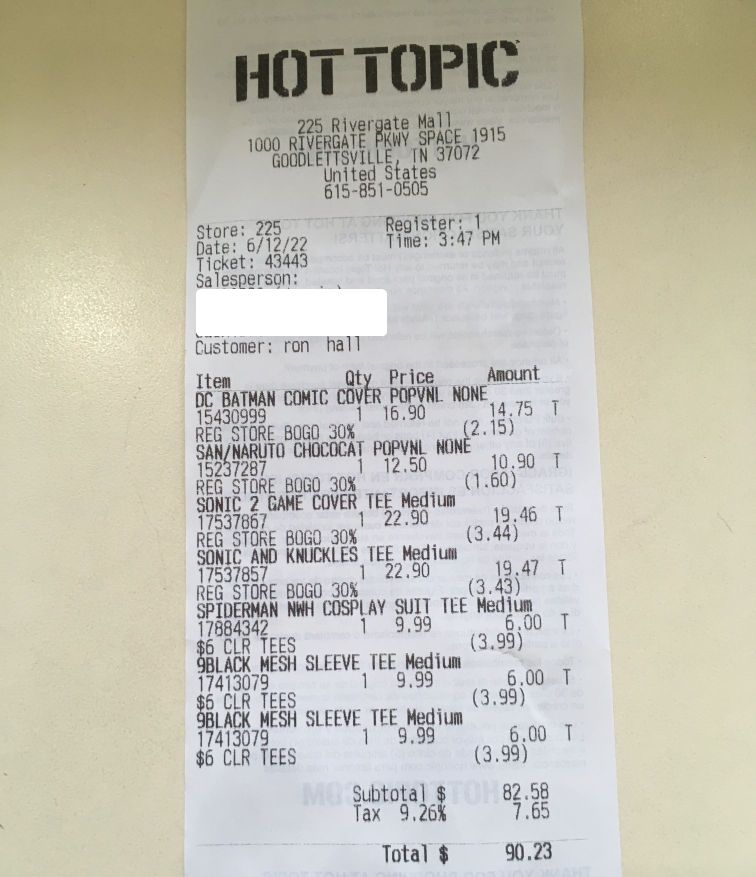 HOT TOPIC
225 Rivergate Mall
1000 RIVERGATE PKWY SPACE 1915
GOODLETTSVILLE, TN 37072
United States
615-851-0505
Store: 225 Register: 1
Date: 6/12/22 Time: 3:47 PM
Ticket: 43443
Salesperson:
Customer: ron hall
Item Qty Price Amount
DC BATMAN COMIC COVER POPVNL NONE
15430999 1 16.90 14.75 T
REG STORE BOGO 30% (2.15)
SAN/NARUTO CHOCOCAT POPVNL NONE
15237287 1 12.50 10.90 T
REG STORE BOGO 30% (1.60)
SONIC 2 GAME COVER TEE Medium
17537867 1 22.90 19.46 T
REG STORE BOGO 30% (3.44)
SONIC AND KNUCKLES TEE Medium
17537857 1 22.90 19.47 T
REG STORE BOGO 30% (3.43)
SPIDERMAN NWH COSPLAY SUIT TEE Medium
17884342 1 9.99 6.00 T
$6 CLR TEES (3.99)
9BLACK MESH SLEEVE TEE Medium
17413079 1 9.99 6.00 T
$6 CLR TEES (3.99)
9BLACK MESH SLEEVE TEE Medium
17413079 1 9.99 6.00 T
$6 CLR TEES (3.99)
Subtotal $ 82.58
Tax 9.26% 7.65
Total $ 90.23